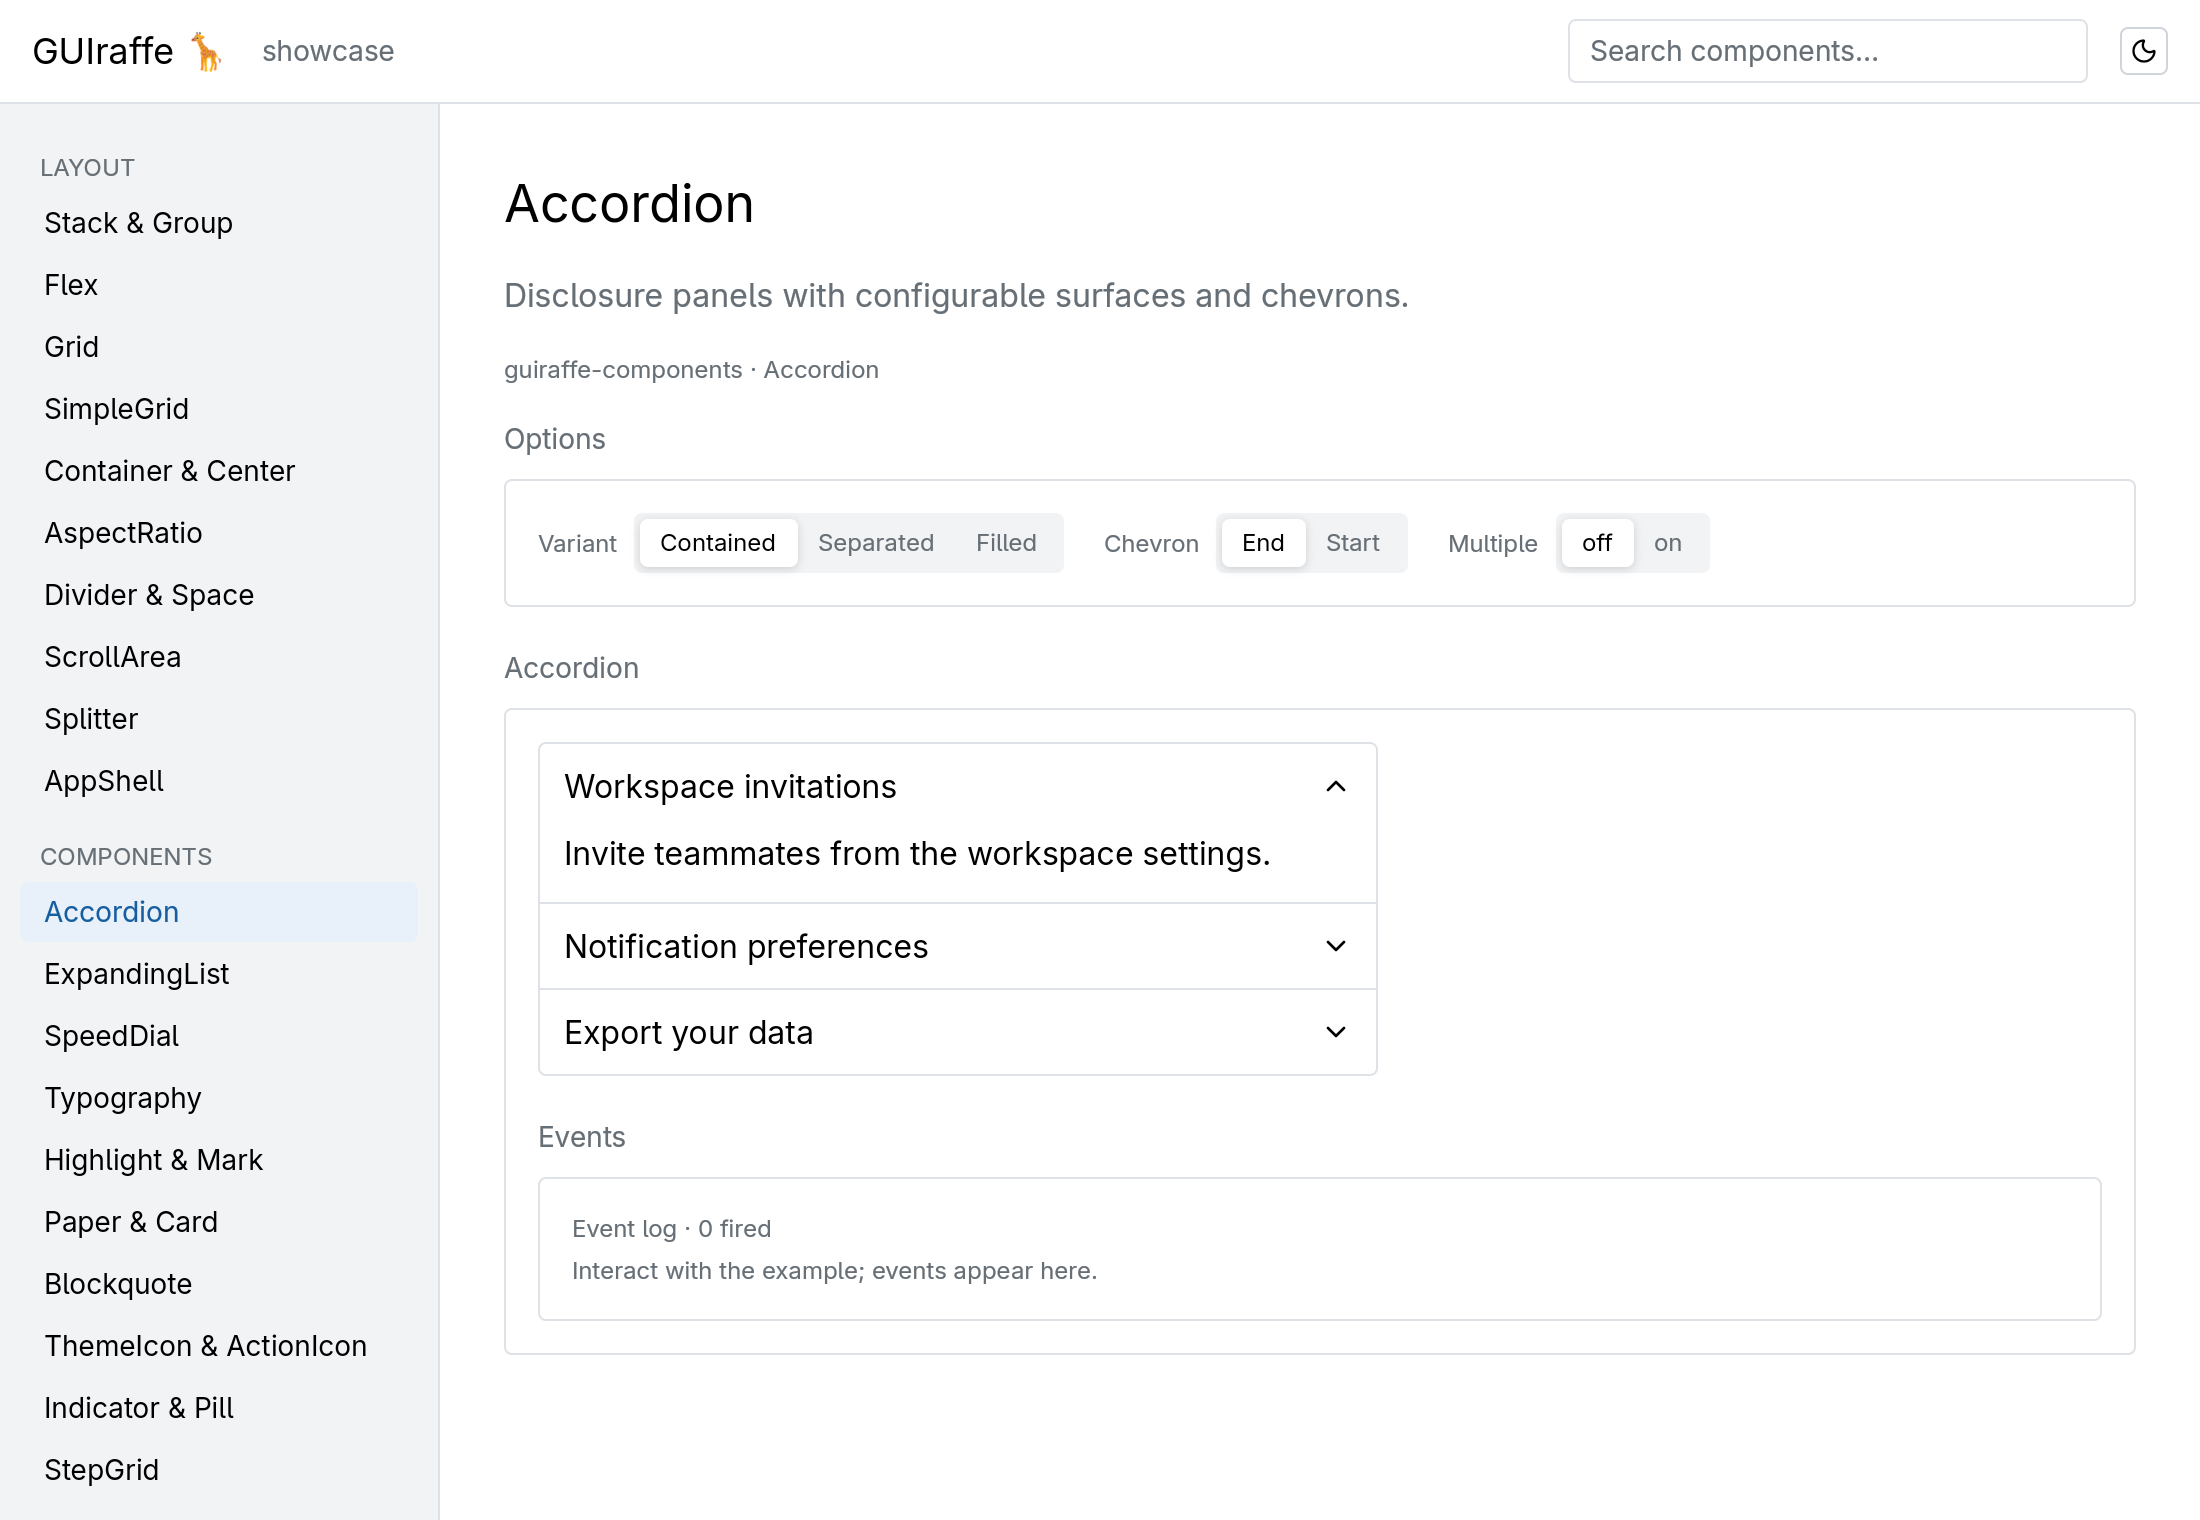 GUIraffe 🦒 showcase Search components...
LAYOUT
Stack & Group
Flex
Grid
SimpleGrid
Container & Center
AspectRatio
Divider & Space
ScrollArea
Splitter
AppShell
COMPONENTS
Accordion
ExpandingList
SpeedDial
Typography
Highlight & Mark
Paper & Card
Blockquote
ThemeIcon & ActionIcon
Indicator & Pill
StepGrid
Accordion
Disclosure panels with configurable surfaces and chevrons.
guiraffe-components · Accordion
Options
Variant Contained Separated Filled Chevron End Start Multiple off on
Accordion
Workspace invitations
Invite teammates from the workspace settings.
Notification preferences
Export your data
Events
Event log · 0 fired
Interact with the example; events appear here.